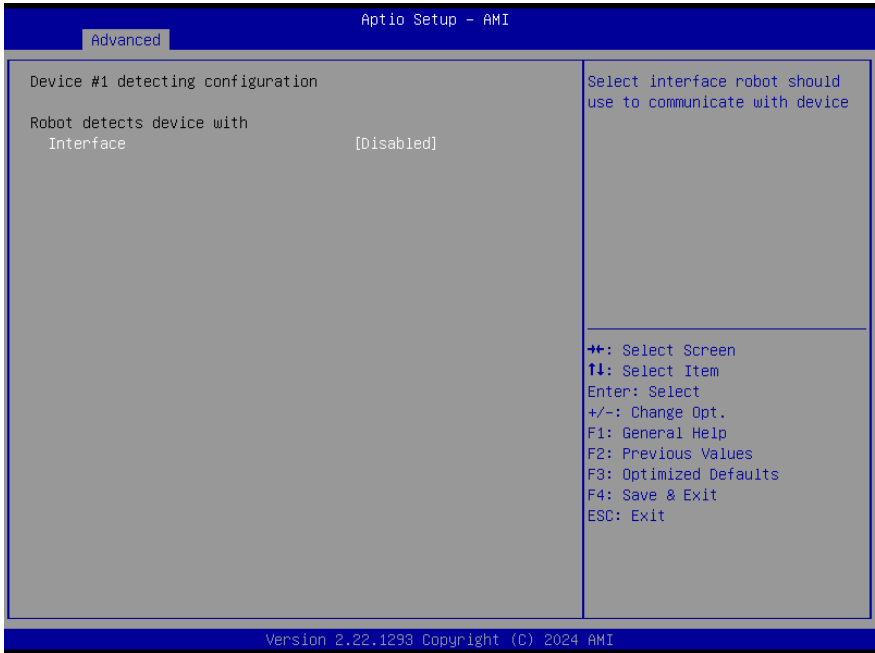 Aptio Setup – AMI
Advanced
Device #1 detecting configuration
Robot detects device with
Interface [Disabled]
Select interface robot should
use to communicate with device
→←: Select Screen
↑↓: Select Item
Enter: Select
+/-: Change Opt.
F1: General Help
F2: Previous Values
F3: Optimized Defaults
F4: Save & Exit
ESC: Exit
Version 2.22.1293 Copyright (C) 2024 AMI